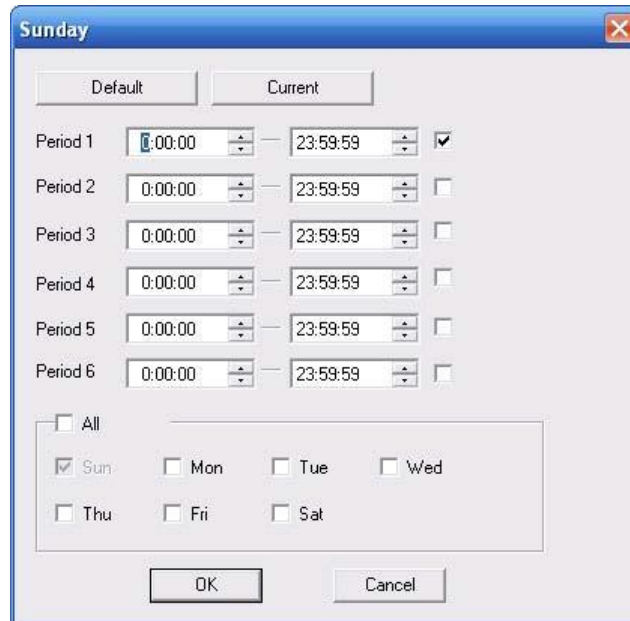 Sunday
Default Current
Period 1 0:00:00 23:59:59
Period 2 0:00:00 23:59:59
Period 3 0:00:00 23:59:59
Period 4 0:00:00 23:59:59
Period 5 0:00:00 23:59:59
Period 6 0:00:00 23:59:59
All
Sun Mon Tue Wed
Thu Fri Sat
OK Cancel